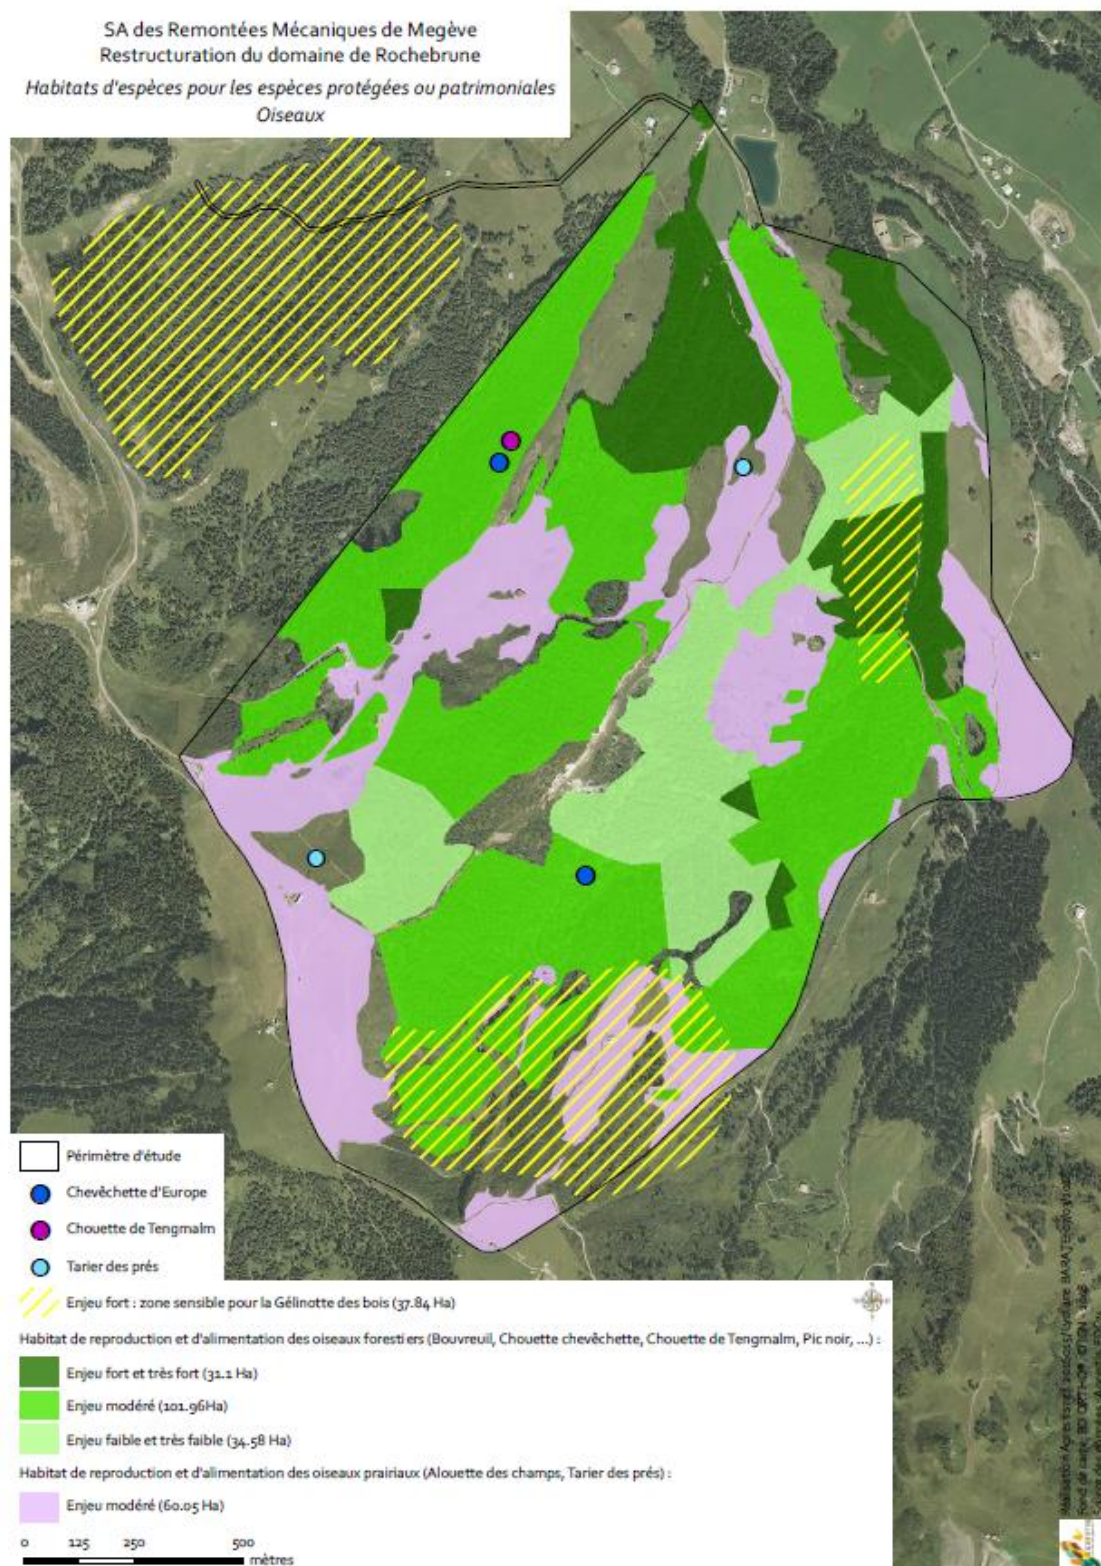 SA des Remontées Mécaniques de Megève
Restructuration du domaine de Rochebrune
Habitats d'espèces pour les espèces protégées ou patrimoniales
Oiseaux
Périmètre d'étude
Chevêchette d'Europe
Chouette de Tengmalm
Tarier des prés
Enjeu fort : zone sensible pour la Gélinotte des bois (37.84 Ha)
Habitat de reproduction et d'alimentation des oiseaux forestiers (Bouvreuil, Chouette chevêchette, Chouette de Tengmalm, Pic noir, ...) :
Enjeu fort et très fort (31.1 Ha)
Enjeu modéré (101.96Ha)
Enjeu faible et très faible (34.58 Ha)
Habitat de reproduction et d'alimentation des oiseaux prairiaux (Alouette des champs, Tarier des prés) :
Enjeu modéré (60.05 Ha)
0 125 250 500
mètres